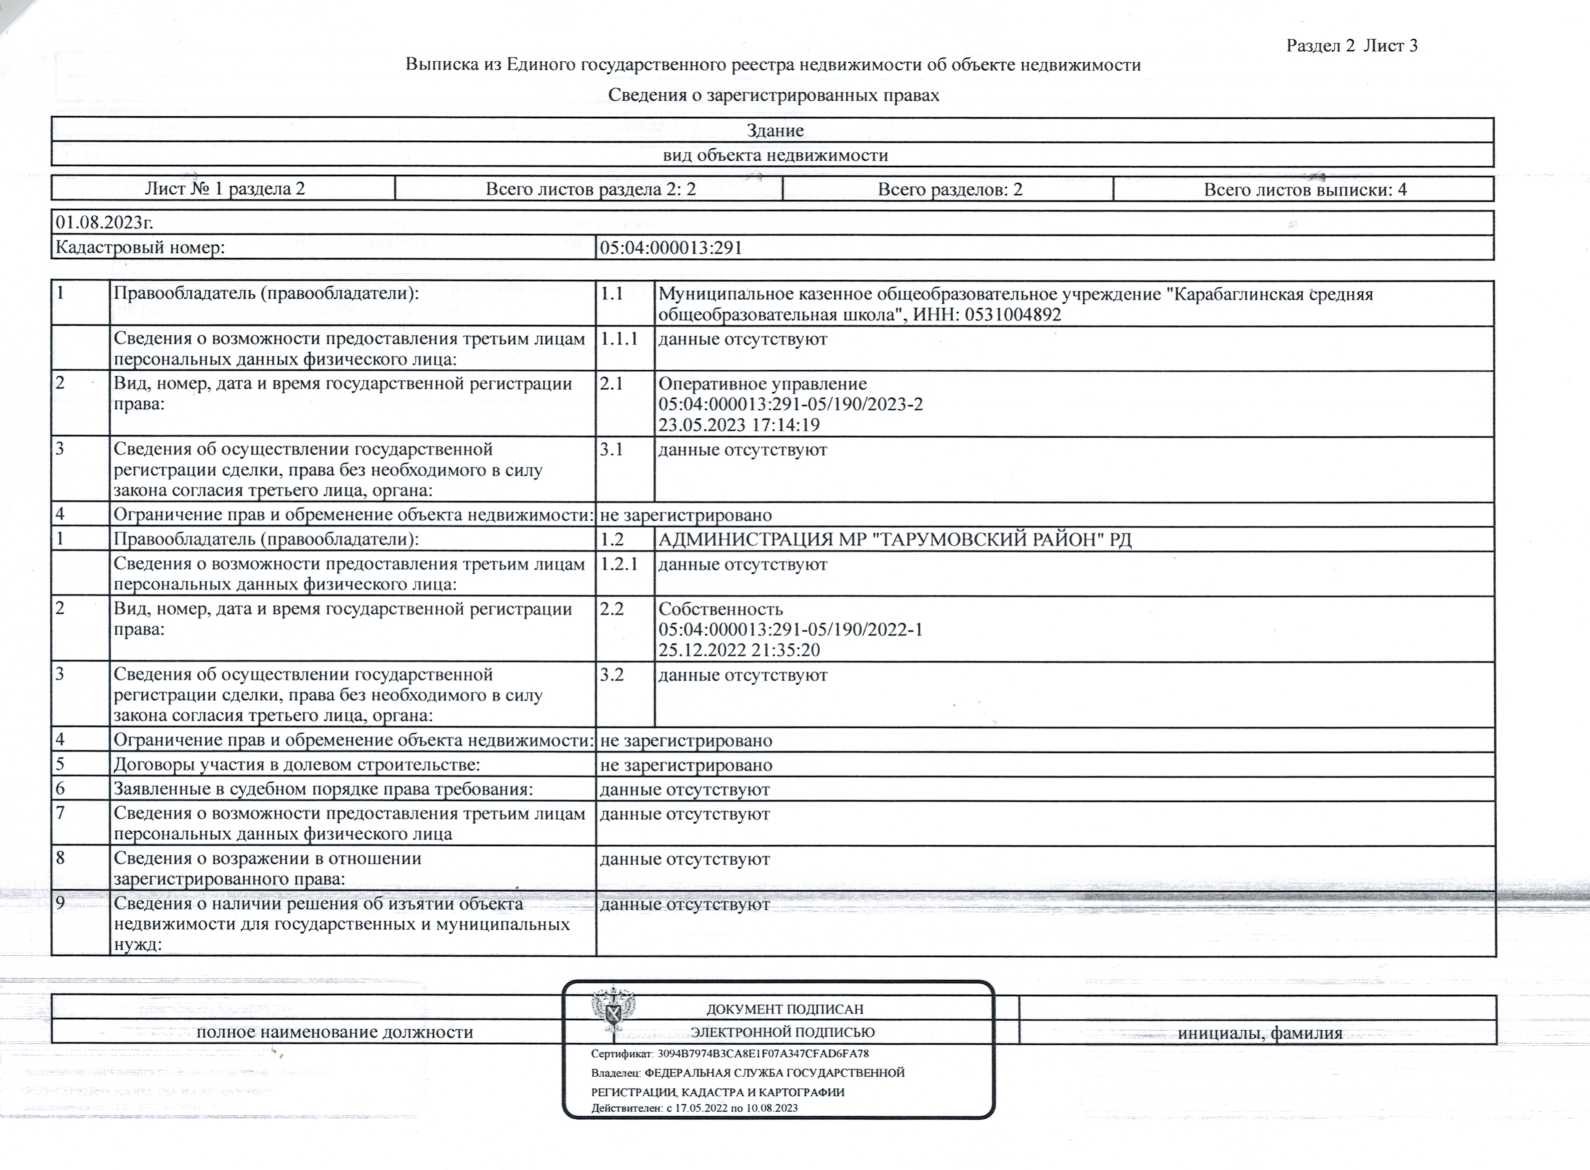 Раздел 2 Лист 3
Выписка из Единого государственного реестра недвижимости об объекте недвижимости
Сведения о зарегистрированных правах
Здание
вид объекта недвижимости
Лист № 1 раздела 2 Всего листов раздела 2: 2 Всего разделов: 2 Всего листов выписки: 4
01.08.2023г.
Кадастровый номер: 05:04:000013:291
1 Правообладатель (правообладатели): 1.1 Муниципальное казенное общеобразовательное учреждение "Карабаглинская средняя
общеобразовательная школа", ИНН: 0531004892
Сведения о возможности предоставления третьим лицам 1.1.1 данные отсутствуют
персональных данных физического лица:
2 Вид, номер, дата и время государственной регистрации 2.1 Оперативное управление
права: 05:04:000013:291-05/190/2023-2
23.05.2023 17:14:19
3 Сведения об осуществлении государственной 3.1 данные отсутствуют
регистрации сделки, права без необходимого в силу
закона согласия третьего лица, органа:
4 Ограничение прав и обременение объекта недвижимости: не зарегистрировано
1 Правообладатель (правообладатели): 1.2 АДМИНИСТРАЦИЯ МР "ТАРУМОВСКИЙ РАЙОН" РД
Сведения о возможности предоставления третьим лицам 1.2.1 данные отсутствуют
персональных данных физического лица:
2 Вид, номер, дата и время государственной регистрации 2.2 Собственность
права: 05:04:000013:291-05/190/2022-1
25.12.2022 21:35:20
3 Сведения об осуществлении государственной 3.2 данные отсутствуют
регистрации сделки, права без необходимого в силу
закона согласия третьего лица, органа:
4 Ограничение прав и обременение объекта недвижимости: не зарегистрировано
5 Договоры участия в долевом строительстве: не зарегистрировано
6 Заявленные в судебном порядке права требования: данные отсутствуют
7 Сведения о возможности предоставления третьим лицам данные отсутствуют
персональных данных физического лица
8 Сведения о возражении в отношении данные отсутствуют
зарегистрированного права:
9 Сведения о наличии решения об изъятии объекта данные отсутствуют
недвижимости для государственных и муниципальных
нужд:
ДОКУМЕНТ ПОДПИСАН
полное наименование должности ЭЛЕКТРОННОЙ ПОДПИСЬЮ инициалы, фамилия
Сертификат: 3094B7974B3CA8E1F07A347CFAD6FA78
Владелец: ФЕДЕРАЛЬНАЯ СЛУЖБА ГОСУДАРСТВЕННОЙ
РЕГИСТРАЦИИ, КАДАСТРА И КАРТОГРАФИИ
Действителен: с 17.05.2022 по 10.08.2023